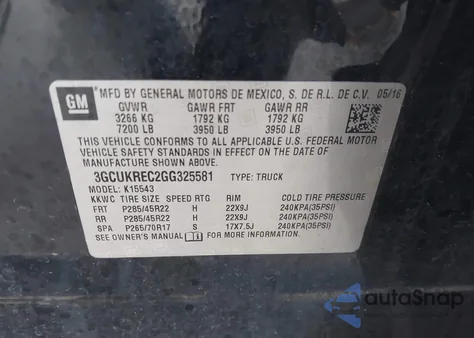 GM
MFD BY GENERAL MOTORS DE MEXICO, S. DE R.L. DE C.V. 05/16
GVWR GAWR FRT GAWR RR
3266 KG 1792 KG 1792 KG
7200 LB 3950 LB 3950 LB
THIS VEHICLE CONFORMS TO ALL APPLICABLE U.S. FEDERAL MOTOR
VEHICLE SAFETY STANDARDS IN EFFECT ON THE DATE OF
MANUFACTURE SHOWN ABOVE.
3GCUKREC2GG325581 TYPE: TRUCK
MODEL: K15543
KKWC TIRE SIZE SPEED RTG RIM COLD TIRE PRESSURE
FRT P285/45R22 H 22X9J 240KPA(35PSI)
RR P285/45R22 H 22X9J 240KPA(35PSI)
SPA P265/70R17 S 17X7.5J 240KPA(35PSI)
SEE OWNER'S MANUAL FOR MORE INFORMATION.
autoSnap